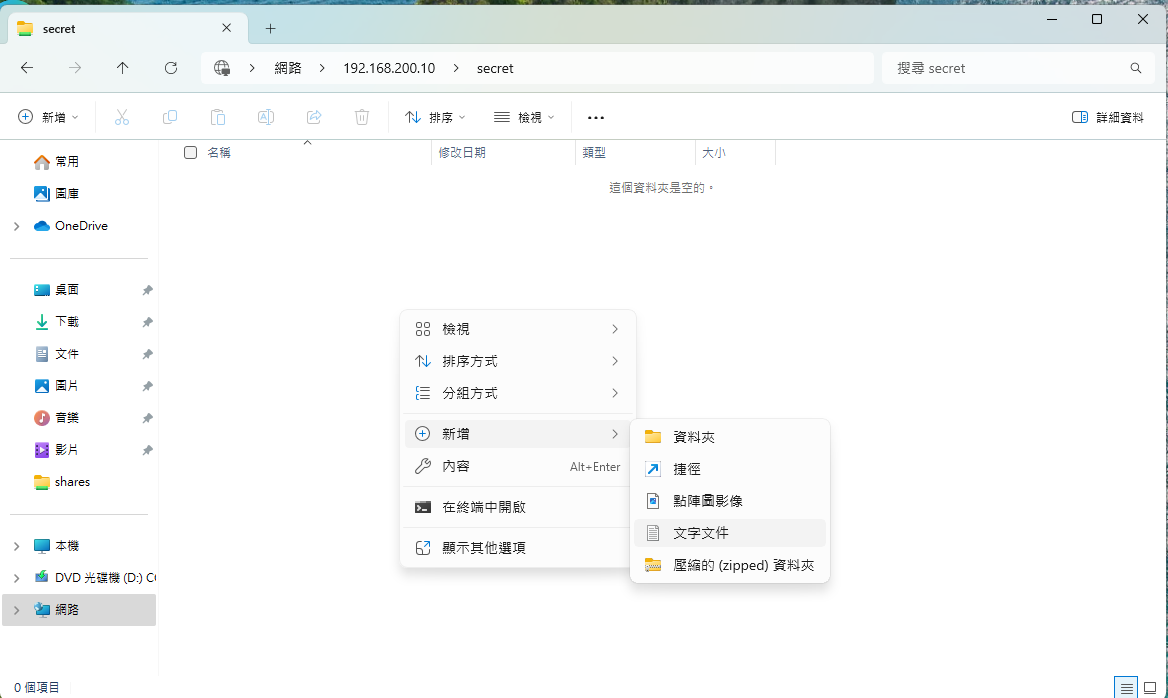 secret
網路 192.168.200.10 secret
搜尋 secret
新增 排序 檢視 詳細資料
名稱 修改日期 類型 大小
這個資料夾是空的。
常用
圖庫
OneDrive
桌面
下載
文件
圖片
音樂
影片
shares
本機
DVD 光碟機 (D:)
網路
檢視
排序方式
分組方式
新增
內容 Alt+Enter
在終端中開啟
顯示其他選項
資料夾
捷徑
點陣圖影像
文字文件
壓縮的 (zipped) 資料夾
0 個項目